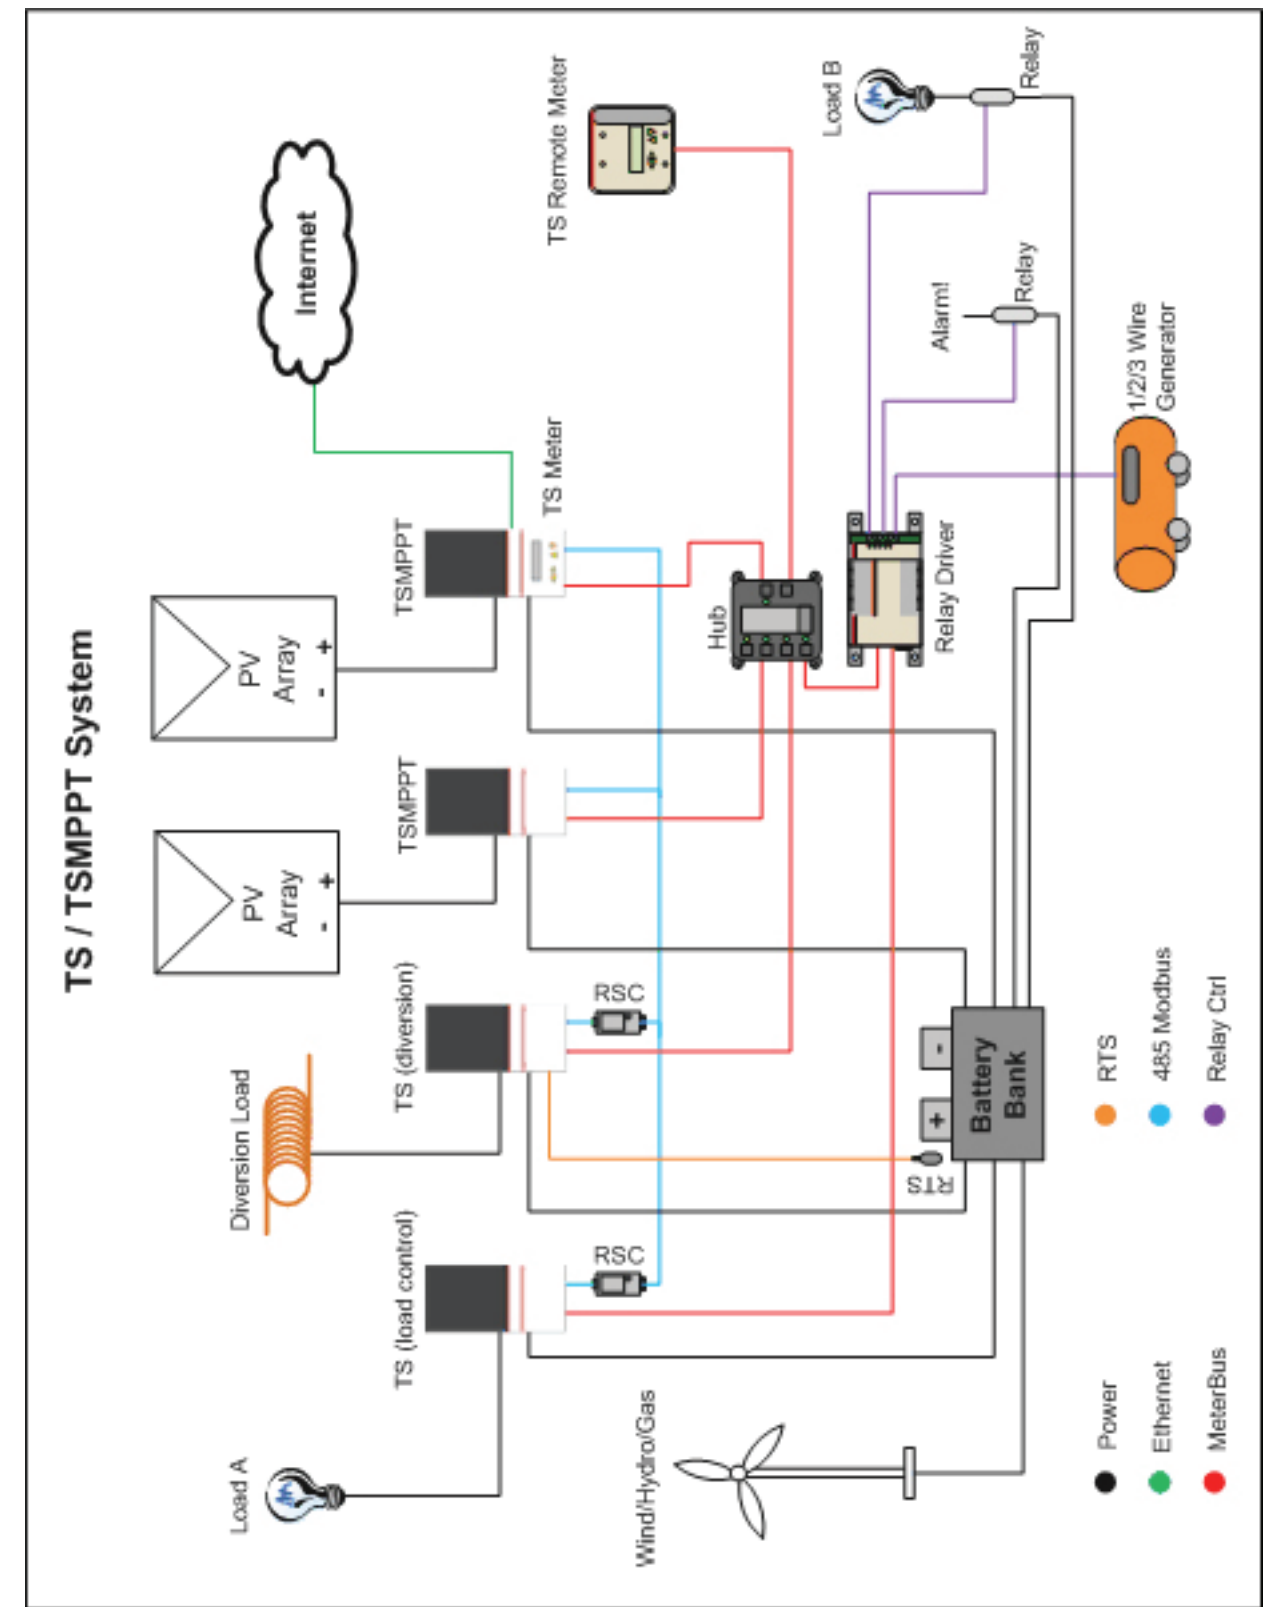 TS / TSMPPT System
Load A
Diversion Load
PV
Array
- +
PV
Array
- +
Internet
TS (load control)
TS (diversion)
TSMPPT
TSMPPT
TS Meter
TS Remote Meter
RSC
RSC
Wind/Hydro/Gas
Hub
Load B
Relay Driver
Alarm!
Relay
Relay
RTS
+ -
Battery
Bank
1/2/3 Wire
Generator
Power
RTS
Ethernet
485 Modbus
MeterBus
Relay Ctrl